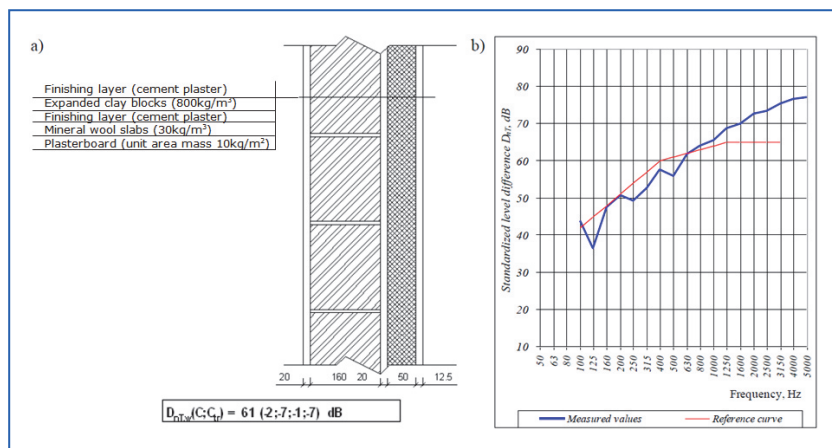 a)
Finishing layer (cement plaster)
Expanded clay blocks (800kg/m³)
Finishing layer (cement plaster)
Mineral wool slabs (30kg/m³)
Plasterboard (unit area mass 10kg/m²)
20 160 20 50 12.5
DnT,w(C;Ctr) = 61 (-2;-7;-1;-7) dB
b)
Standardized level difference DnT, dB
90
80
70
60
50
40
30
20
10
50 63 80 100 125 160 200 250 315 400 500 630 800 1000 1250 1600 2000 2500 3150 4000 5000
Frequency, Hz
Measured values Reference curve